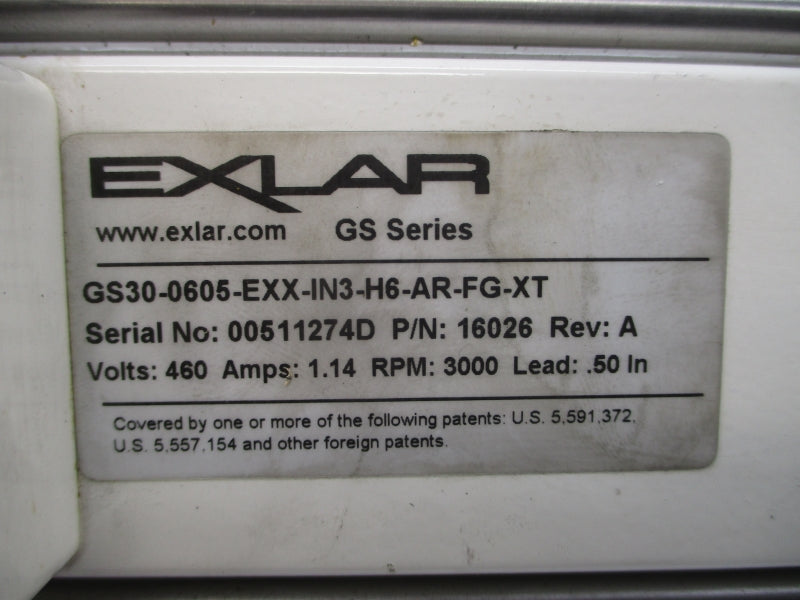 EXLAR
www.exlar.com GS Series
GS30-0605-EXX-IN3-H6-AR-FG-XT
Serial No: 00511274D P/N: 16026 Rev: A
Volts: 460 Amps: 1.14 RPM: 3000 Lead: .50 In
Covered by one or more of the following patents: U.S. 5,591,372,
U.S. 5,557,154 and other foreign patents.